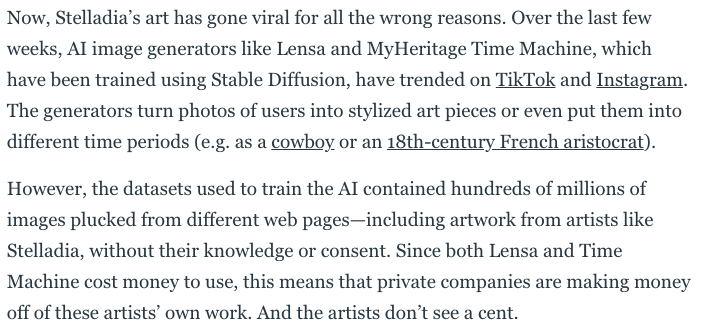 Now, Stelladia’s art has gone viral for all the wrong reasons. Over the last few
weeks, AI image generators like Lensa and MyHeritage Time Machine, which
have been trained using Stable Diffusion, have trended on TikTok and Instagram.
The generators turn photos of users into stylized art pieces or even put them into
different time periods (e.g. as a cowboy or an 18th-century French aristocrat).
However, the datasets used to train the AI contained hundreds of millions of
images plucked from different web pages—including artwork from artists like
Stelladia, without their knowledge or consent. Since both Lensa and Time
Machine cost money to use, this means that private companies are making money
off of these artists’ own work. And the artists don’t see a cent.